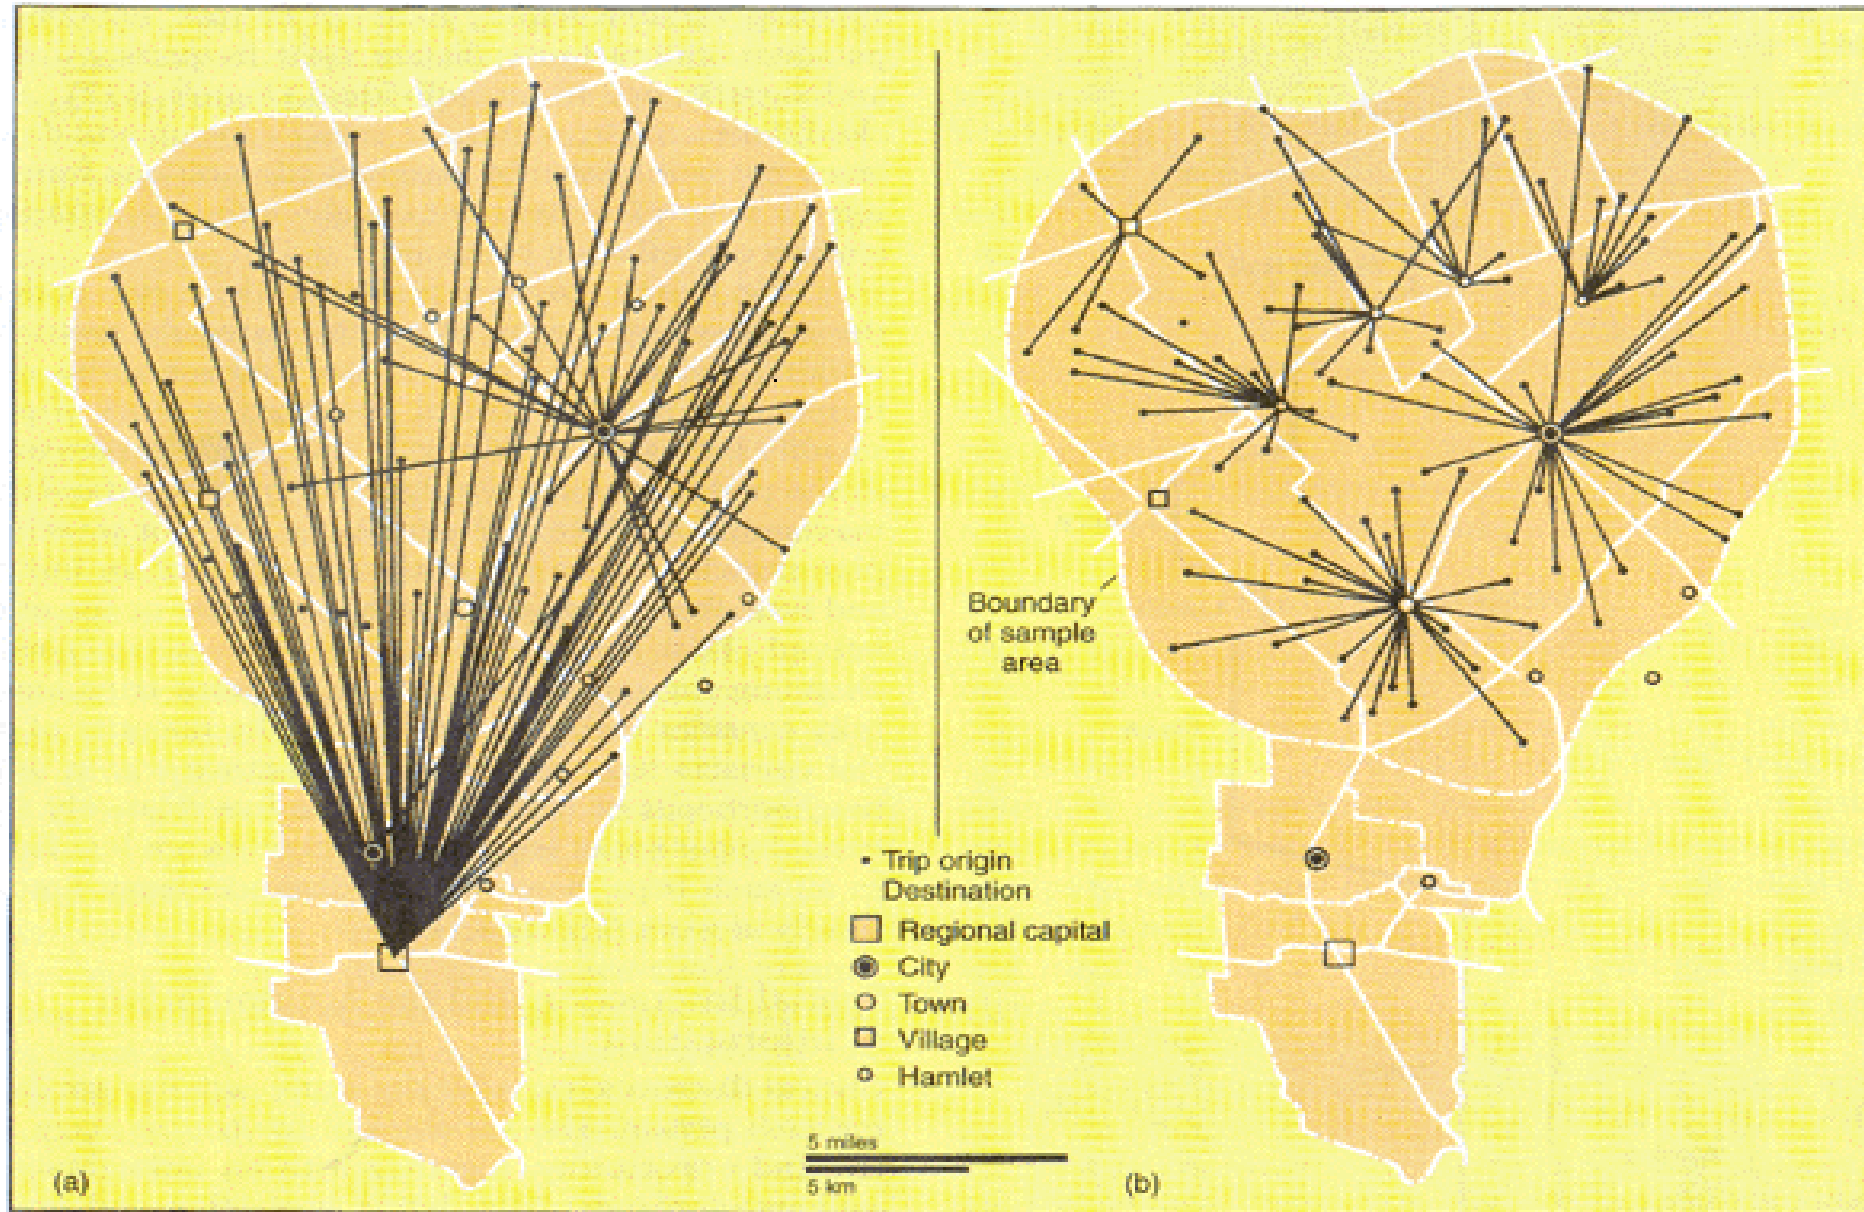 Boundary
of sample
area
Trip origin
Destination
Regional capital
City
Town
Village
Hamlet
5 miles
5 km
(a)
(b)